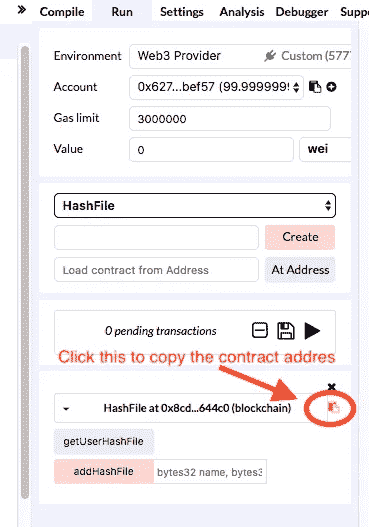 » Compile Run Settings Analysis Debugger Suppo
Environment Web3 Provider Custom (577
Account 0x627...bef57 (99.999999
Gas limit 3000000
Value 0 wei
HashFile
Create
Load contract from Address At Address
0 pending transactions
Click this to copy the contract addres
HashFile at 0x8cd...644c0 (blockchain)
getUserHashFile
addHashFile bytes32 name, bytes3